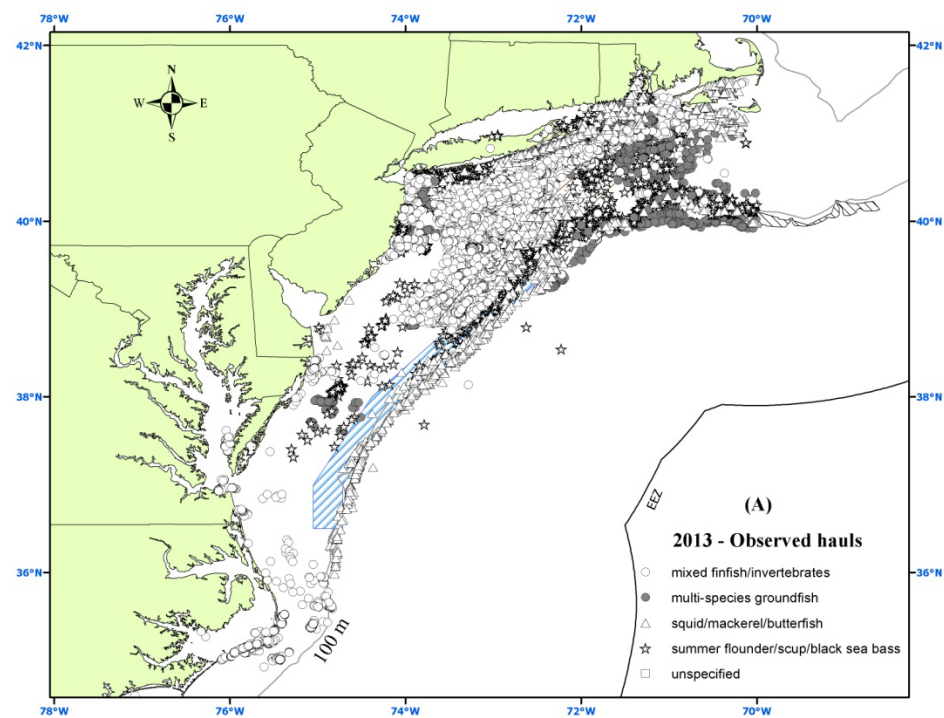 78°W 76°W 74°W 72°W 70°W
42°N 42°N
N
W E
S
40°N 40°N
38°N 38°N
EEZ
(A)
2013 - Observed hauls
36°N 36°N
mixed finfish/invertebrates
multi-species groundfish
squid/mackerel/butterfish
100 m
summer flounder/scup/black sea bass
unspecified
78°W 76°W 74°W 72°W 70°W